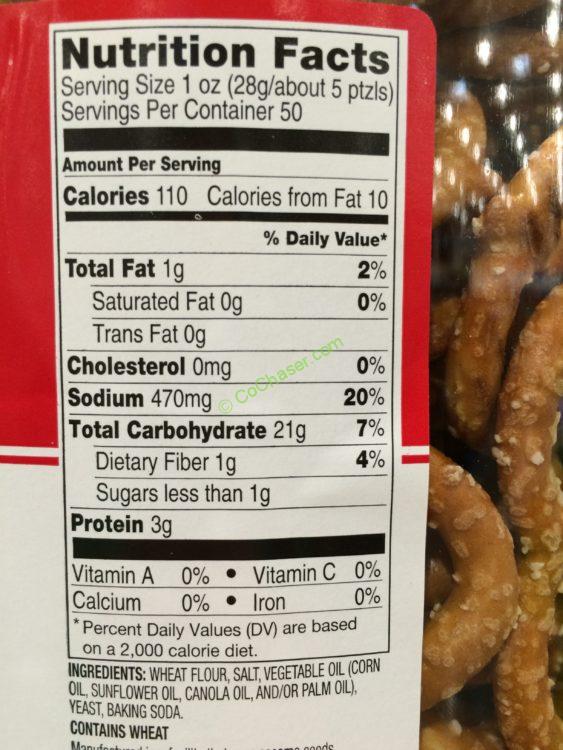 Nutrition Facts
Serving Size 1 oz (28g/about 5 ptzls)
Servings Per Container 50
Amount Per Serving
Calories 110 Calories from Fat 10
% Daily Value*
Total Fat 1g 2%
Saturated Fat 0g 0%
Trans Fat 0g
Cholesterol 0mg 0%
© CoChaser.com
Sodium 470mg 20%
Total Carbohydrate 21g 7%
Dietary Fiber 1g 4%
Sugars less than 1g
Protein 3g
Vitamin A 0% • Vitamin C 0%
Calcium 0% • Iron 0%
* Percent Daily Values (DV) are based
on a 2,000 calorie diet.
INGREDIENTS: WHEAT FLOUR, SALT, VEGETABLE OIL (CORN
OIL, SUNFLOWER OIL, CANOLA OIL, AND/OR PALM OIL),
YEAST, BAKING SODA.
CONTAINS WHEAT